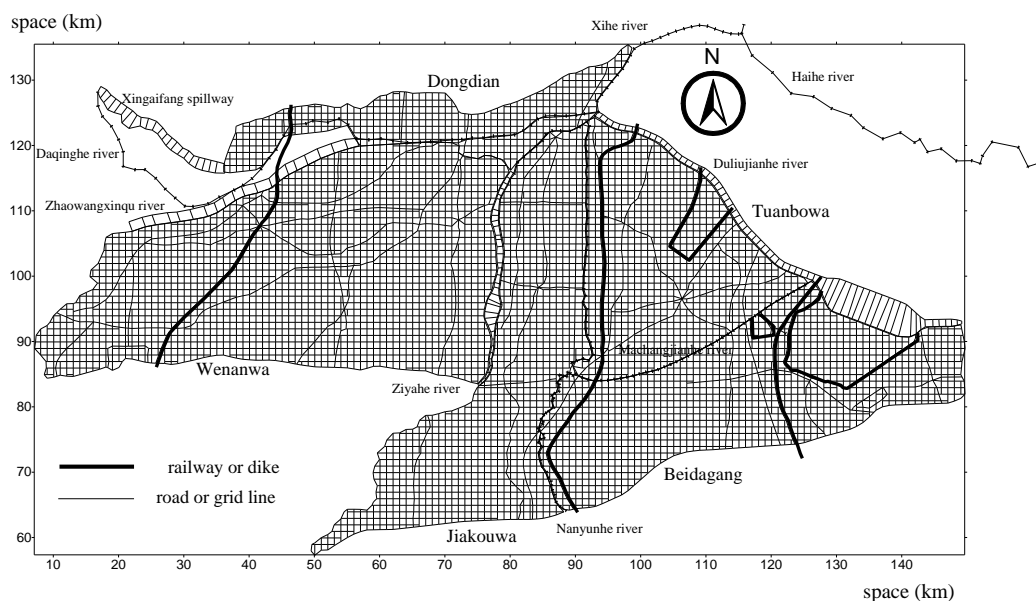 space (km)
Xihe river
130
Dongdian
N
Haihe river
Xingaifang spillway
120
Daqinghe river
Duliujianhe river
Zhaowangxinqu river
110
Tuanbowa
100
90
Machangjianhe river
Wenanwa
Ziyahe river
80
70
railway or dike
Beidagang
road or grid line
60
Jiakouwa
Nanyunhe river
10 20 30 40 50 60 70 80 90 100 110 120 130 140
space (km)